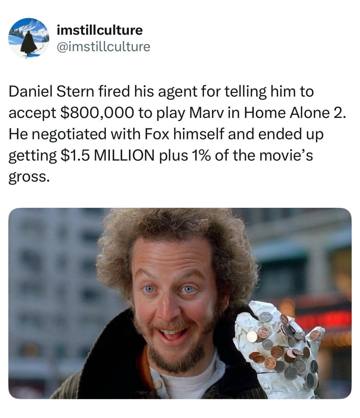 imstillculture
@imstillculture
Daniel Stern fired his agent for telling him to
accept $800,000 to play Marv in Home Alone 2.
He negotiated with Fox himself and ended up
getting $1.5 MILLION plus 1% of the movie’s
gross.